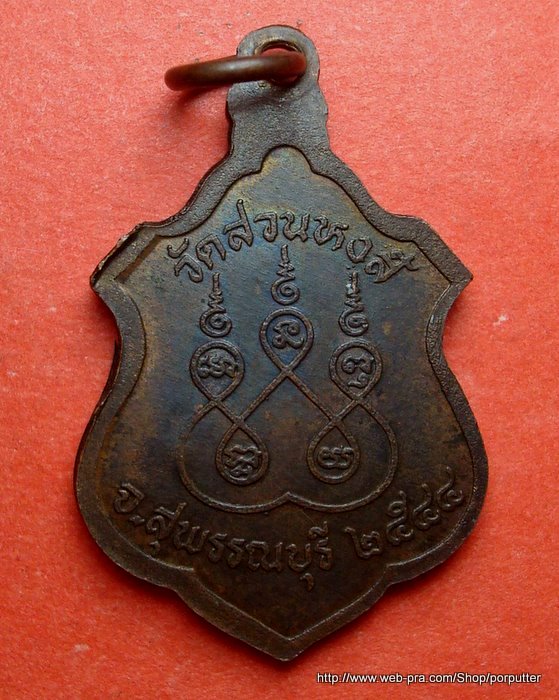 วัดสวนหงส์
จ.สุพรรณบุรี ๒๕๔๔
http://www.web-pra.com/Shop/porputter